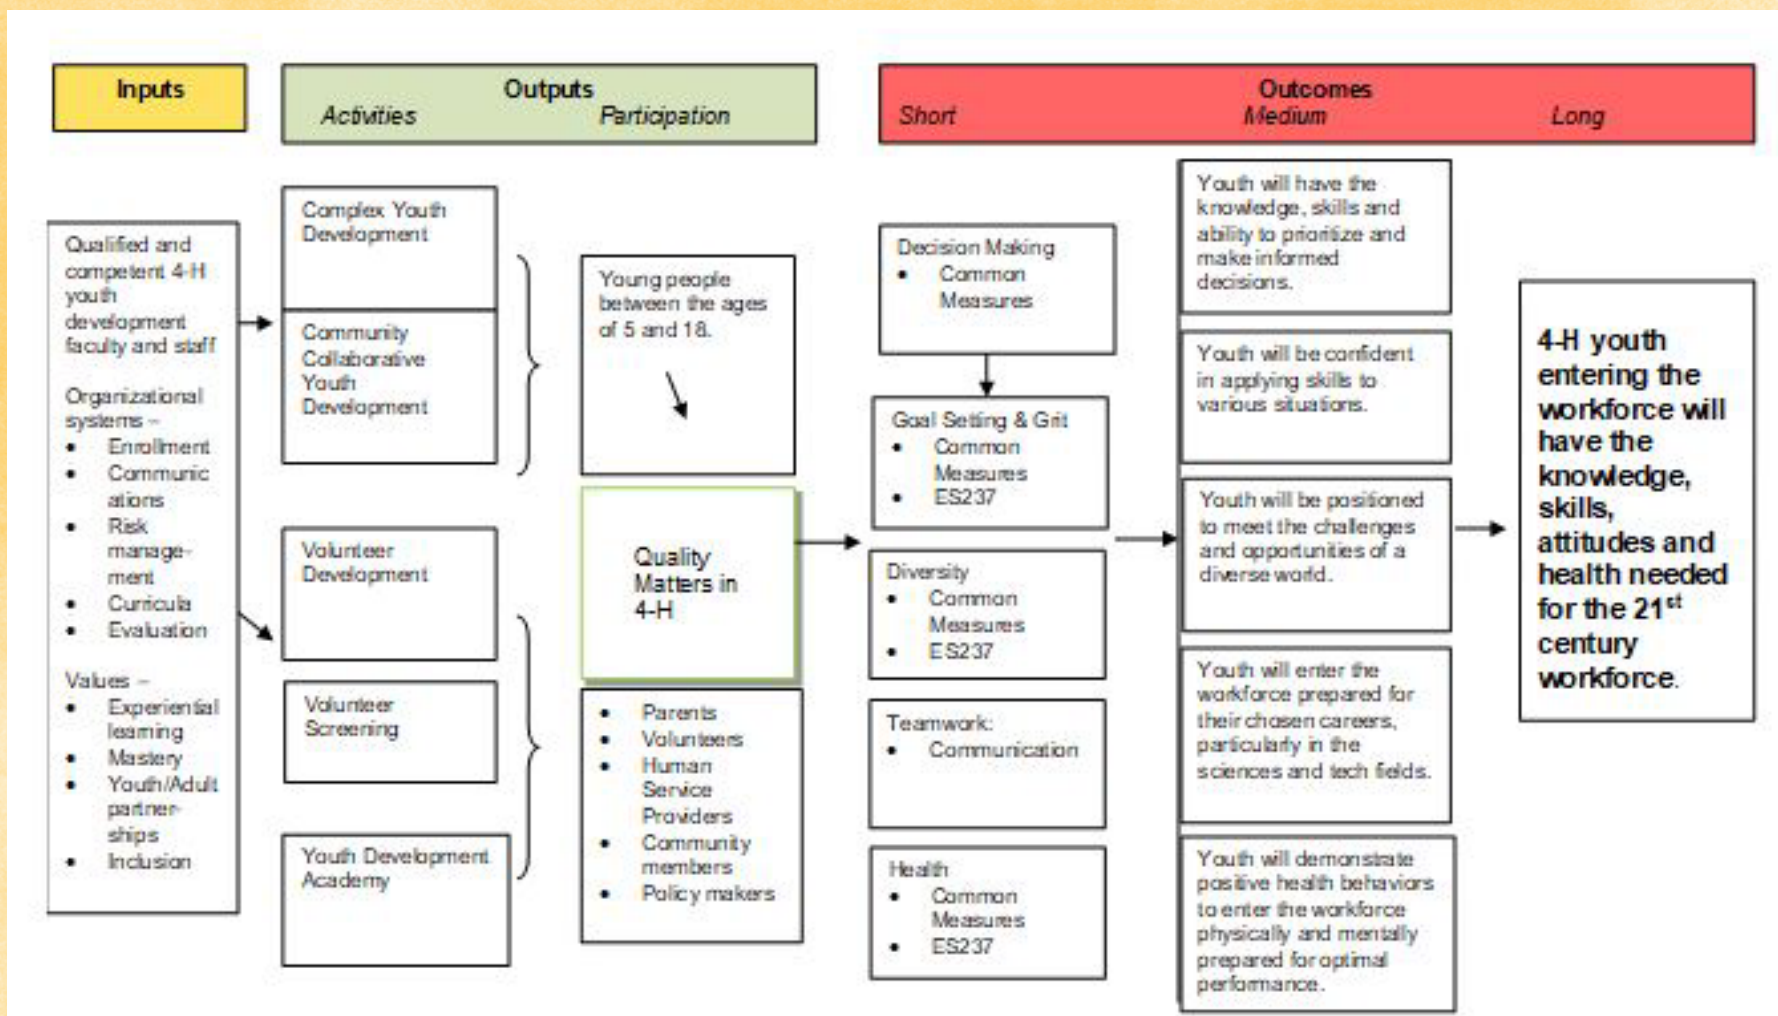 Inputs
Outputs
Activities
Participation
Outcomes
Short
Medium
Long
Qualified and
competent 4-H
youth
development
faculty and staff
Organizational
systems –
• Enrollment
• Communic
ations
• Risk
manage-
ment
• Curricula
• Evaluation
Values –
• Experiential
learning
• Mastery
• Youth/Adult
partner-
ships
• Inclusion
Complex Youth
Development
Community
Collaborative
Youth
Development
Volunteer
Development
Volunteer
Screening
Youth Development
Academy
Young people
between the ages
of 5 and 18.
Quality
Matters in
4-H
• Parents
• Volunteers
• Human
Service
Providers
• Community
members
• Policy makers
Decision Making
• Common
Measures
Goal Setting & Grit
• Common
Measures
• ES237
Diversity
• Common
Measures
• ES237
Teamwork:
• Communication
Health
• Common
Measures
• ES237
Youth will have the
knowledge, skills and
ability to prioritize and
make informed
decisions.
Youth will be confident
in applying skills to
various situations.
Youth will be positioned
to meet the challenges
and opportunities of a
diverse world.
Youth will enter the
workforce prepared for
their chosen careers,
particularly in the
sciences and tech fields.
Youth will demonstrate
positive health behaviors
to enter the workforce
physically and mentally
prepared for optimal
performance.
4-H youth
entering the
workforce will
have the
knowledge,
skills,
attitudes and
health needed
for the 21st
century
workforce.